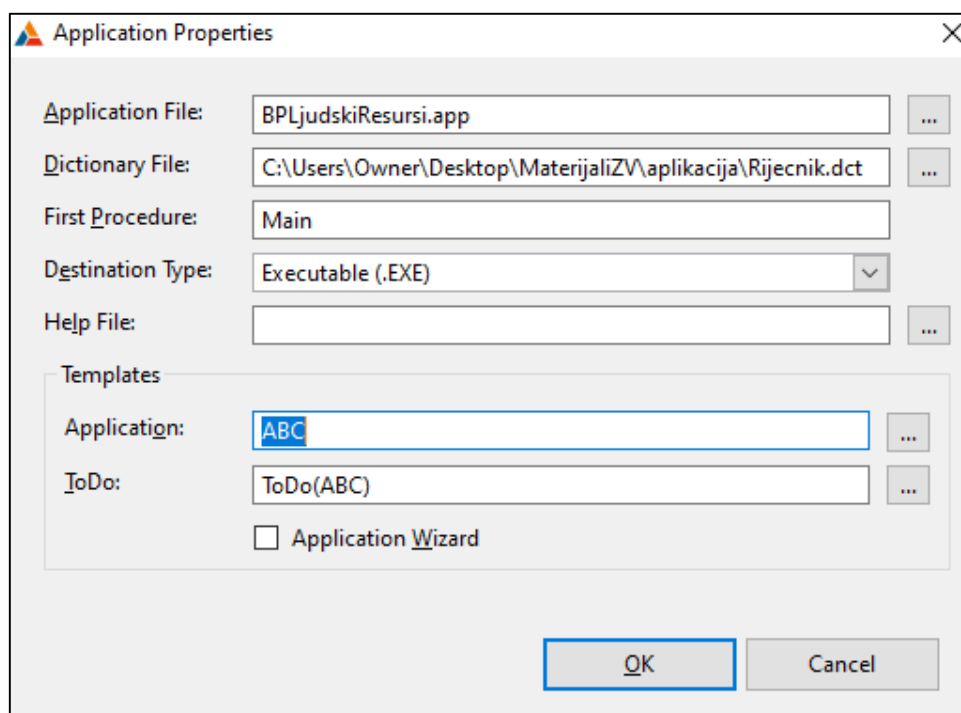 Application Properties
Application File: BPLjudskiResursi.app ...
Dictionary File: C:\Users\Owner\Desktop\MaterijaliZV\aplikacija\Rijecnik.dct ...
First Procedure: Main
Destination Type: Executable (.EXE)
Help File: ...
Templates
Application: ABC ...
ToDo: ToDo(ABC) ...
Application Wizard
OK Cancel